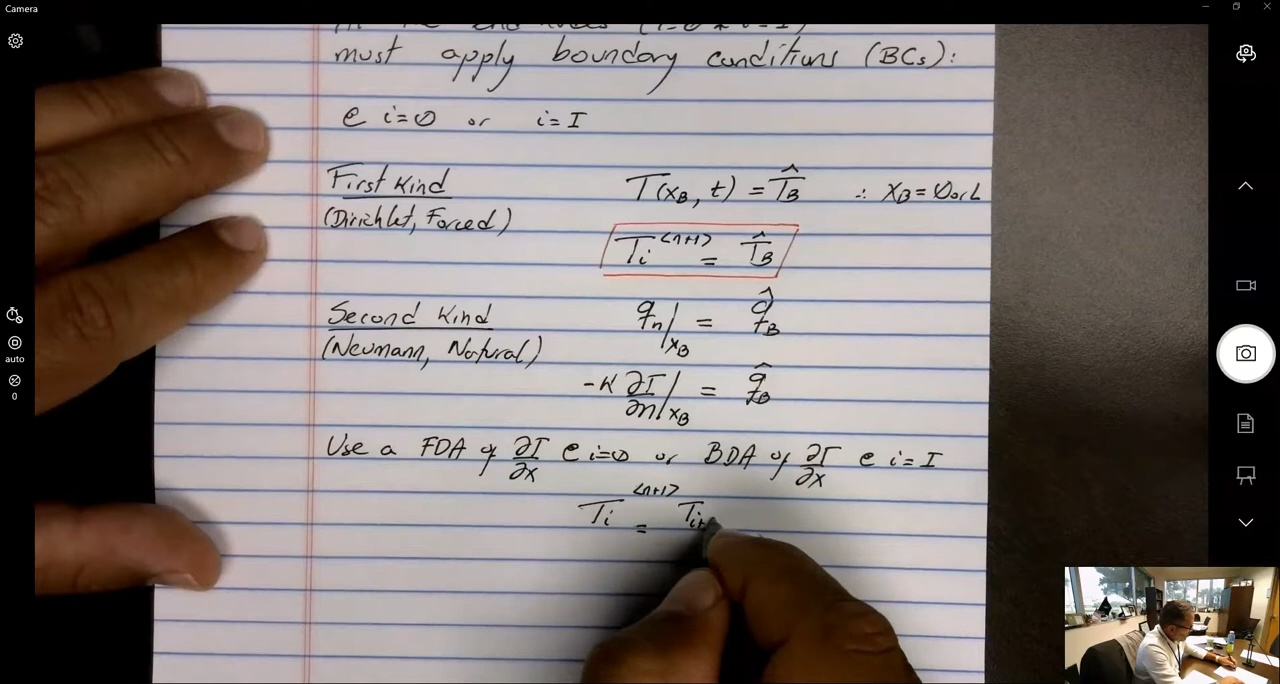 Camera
must apply boundary conditions (BCs):
@ i=0 or i=I
First Kind T(x_B, t) = T̂_B ∴ x_B = 0 or L
(Dirichlet, Forced)
T_i^<n+1> = T̂_B
Second Kind q_n|_x_B = q̂_B
(Neumann, Natural)
-K ∂T/∂n|_x_B = q̂_B
Use a FDA of ∂T/∂x @ i=0 or BDA of ∂T/∂x @ i=I
T_i^<n+1> = T_i+
auto
0